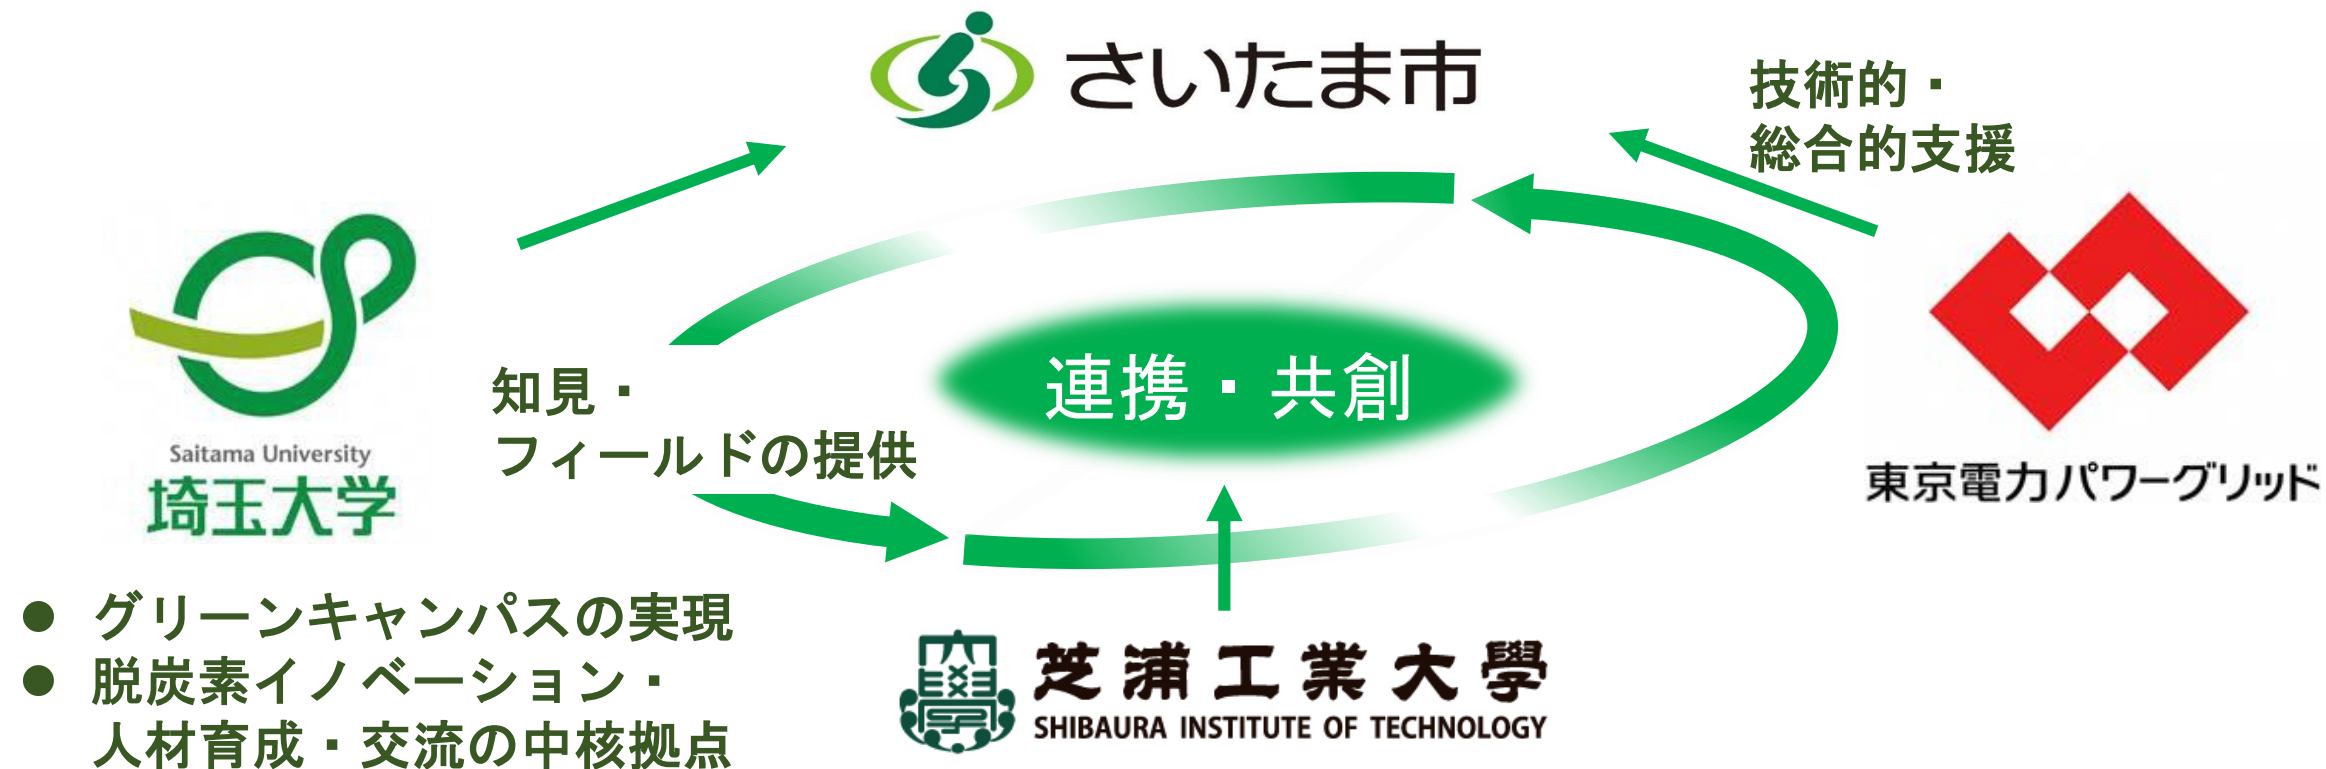 さいたま市
技術的・
総合的支援
Saitama University
埼玉大学
知見・
フィールドの提供
連携・共創
東京電力パワーグリッド
● グリーンキャンパスの実現
● 脱炭素イノベーション・
人材育成・交流の中核拠点
芝浦工業大學
SHIBAURA INSTITUTE OF TECHNOLOGY